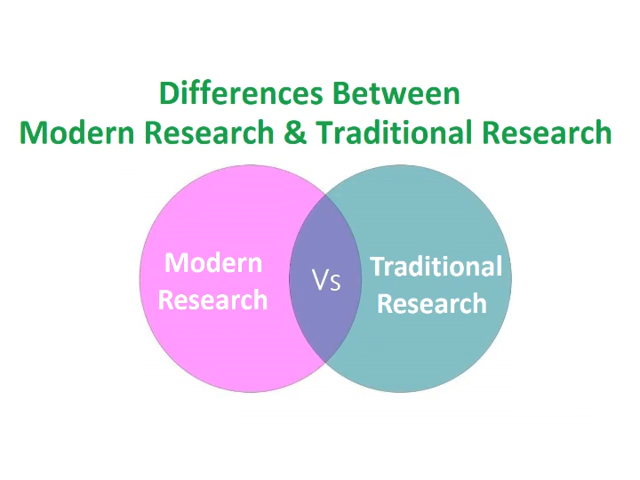 Differences Between
Modern Research & Traditional Research
Modern
Research
Vs
Traditional
Research